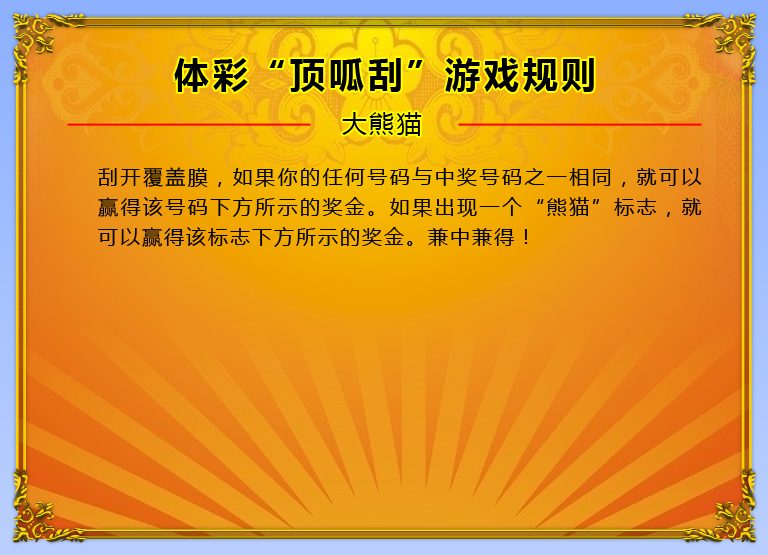 体彩“顶呱刮”游戏规则
大熊猫
刮开覆盖膜，如果你的任何号码与中奖号码之一相同，就可以
赢得该号码下方所示的奖金。如果出现一个“熊猫”标志，就
可以赢得该标志下方所示的奖金。兼中兼得！